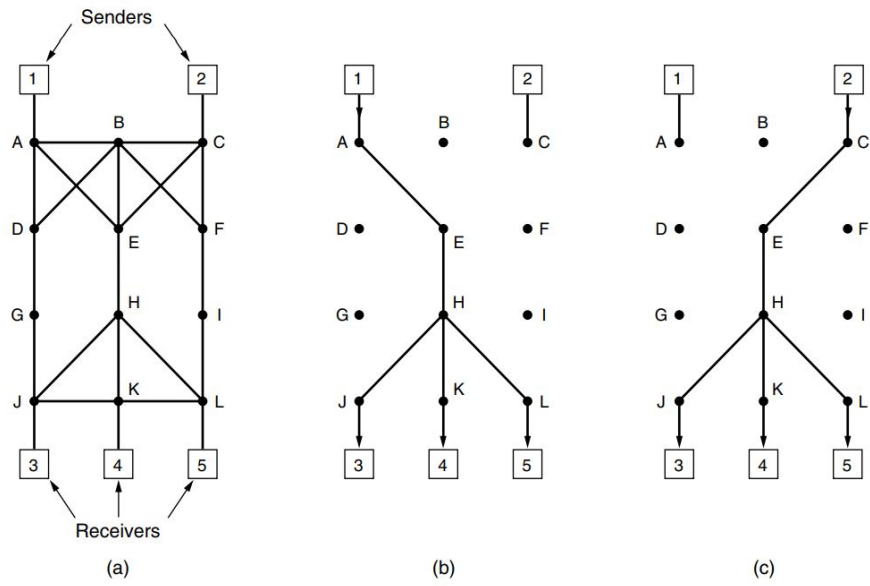 Senders
1 2 1 2 1 2
B B B
A C A C A C
D F D F D F
E E E
H H H
G I G I G I
K K K
J L J L J L
3 4 5 3 4 5 3 4 5
Receivers
(a) (b) (c)